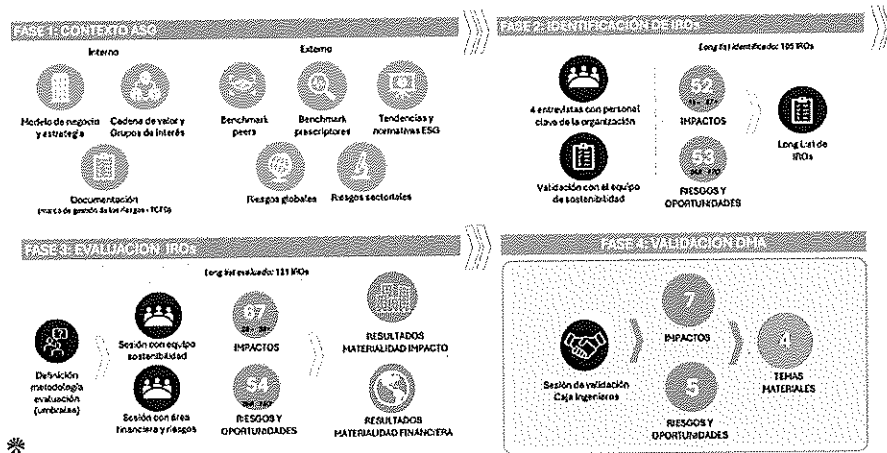 FASE 1: CONTEXTO ASG
Interno
Externo
Modelo de negocio
y estrategia
Cadena de valor y
Grupos de interés
Benchmark
peers
Benchmark
prescriptores
Tendencias y
normativas ESG
Documentación
Riesgos globales
Riesgos sectoriales
FASE 2: IDENTIFICACION DE IROs
Long list identificado: 105 IROs
4 entrevistas con personal
clave de la organización
Validación con el equipo
de sostenibilidad
52
IMPACTOS
53
RIESGOS Y
OPORTUNIDADES
Long List de
IROs
FASE 3: EVALUACION IROs
Long list evaluado: 121 IROs
Definición
metodología
evaluación
(umbrales)
Sesión con equipo
sostenibilidad
Sesión con área
financiera y riesgos
67
IMPACTOS
54
RIESGOS Y
OPORTUNIDADES
RESULTADOS
MATERIALIDAD IMPACTO
RESULTADOS
MATERIALIDAD FINANCIERA
FASE 4: VALIDACION DMA
Sesión de validación
Caja Ingenieros
7
IMPACTOS
5
RIESGOS Y
OPORTUNIDADES
4
TEMAS
MATERIALES